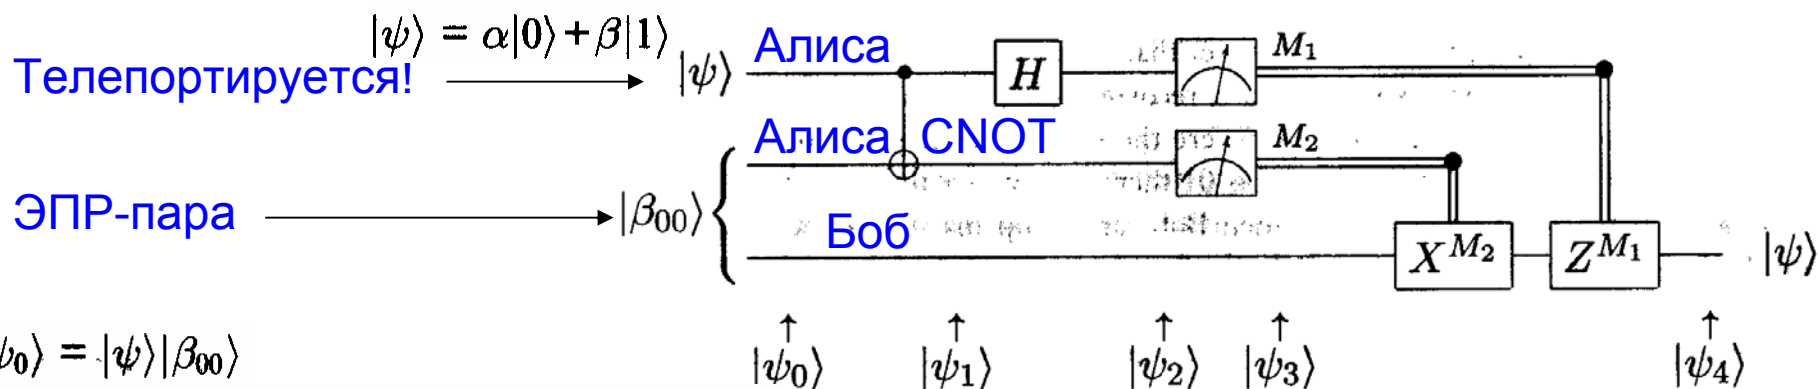 |ψ⟩ = α|0⟩+β|1⟩
Телепортируется!
|ψ⟩
Алиса
H
M₁
Алиса
CNOT
M₂
ЭПР-пара
|β₀₀⟩
Боб
X^{M₂}
Z^{M₁}
|ψ⟩
ψ₀⟩ = |ψ⟩|β₀₀⟩
↑ ↑ ↑ ↑ ↑
|ψ₀⟩ |ψ₁⟩ |ψ₂⟩ |ψ₃⟩ |ψ₄⟩